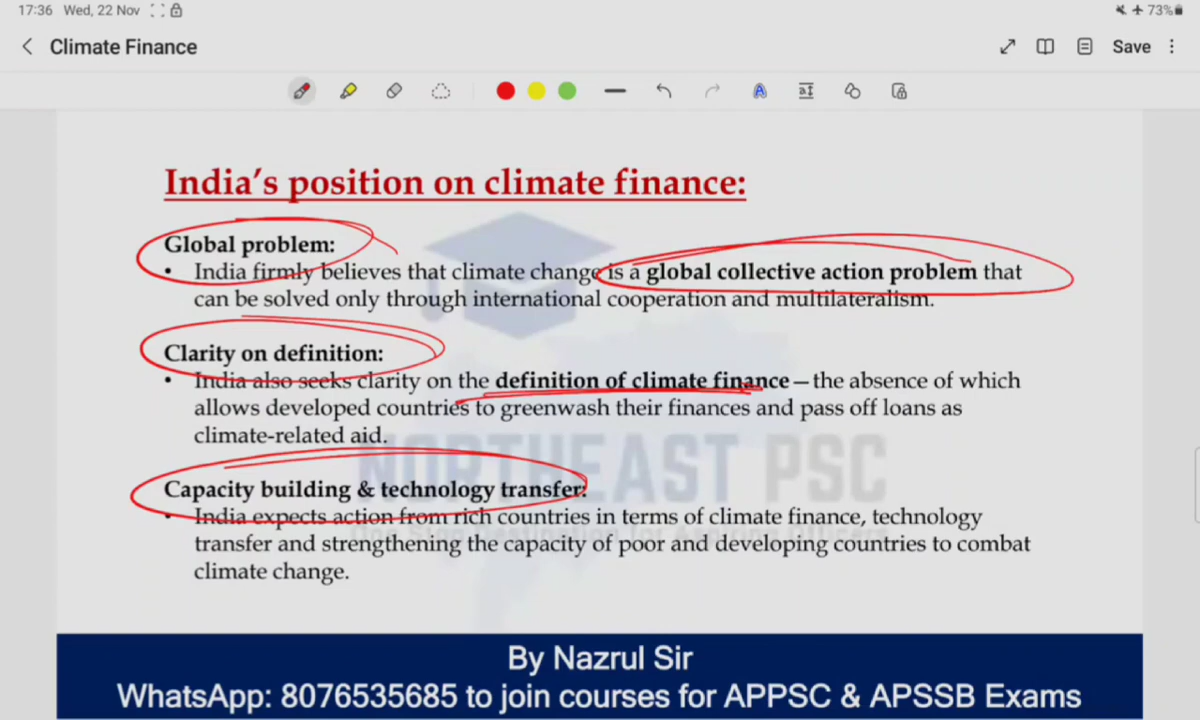 17:36 Wed, 22 Nov
73%
Climate Finance
Save
India's position on climate finance:
Global problem:
• India firmly believes that climate change is a global collective action problem that
can be solved only through international cooperation and multilateralism.
Clarity on definition:
• India also seeks clarity on the definition of climate finance—the absence of which
allows developed countries to greenwash their finances and pass off loans as
climate-related aid.
NORTHEAST PSC
Capacity building & technology transfer:
• India expects action from rich countries in terms of climate finance, technology
transfer and strengthening the capacity of poor and developing countries to combat
climate change.
By Nazrul Sir
WhatsApp: 8076535685 to join courses for APPSC & APSSB Exams